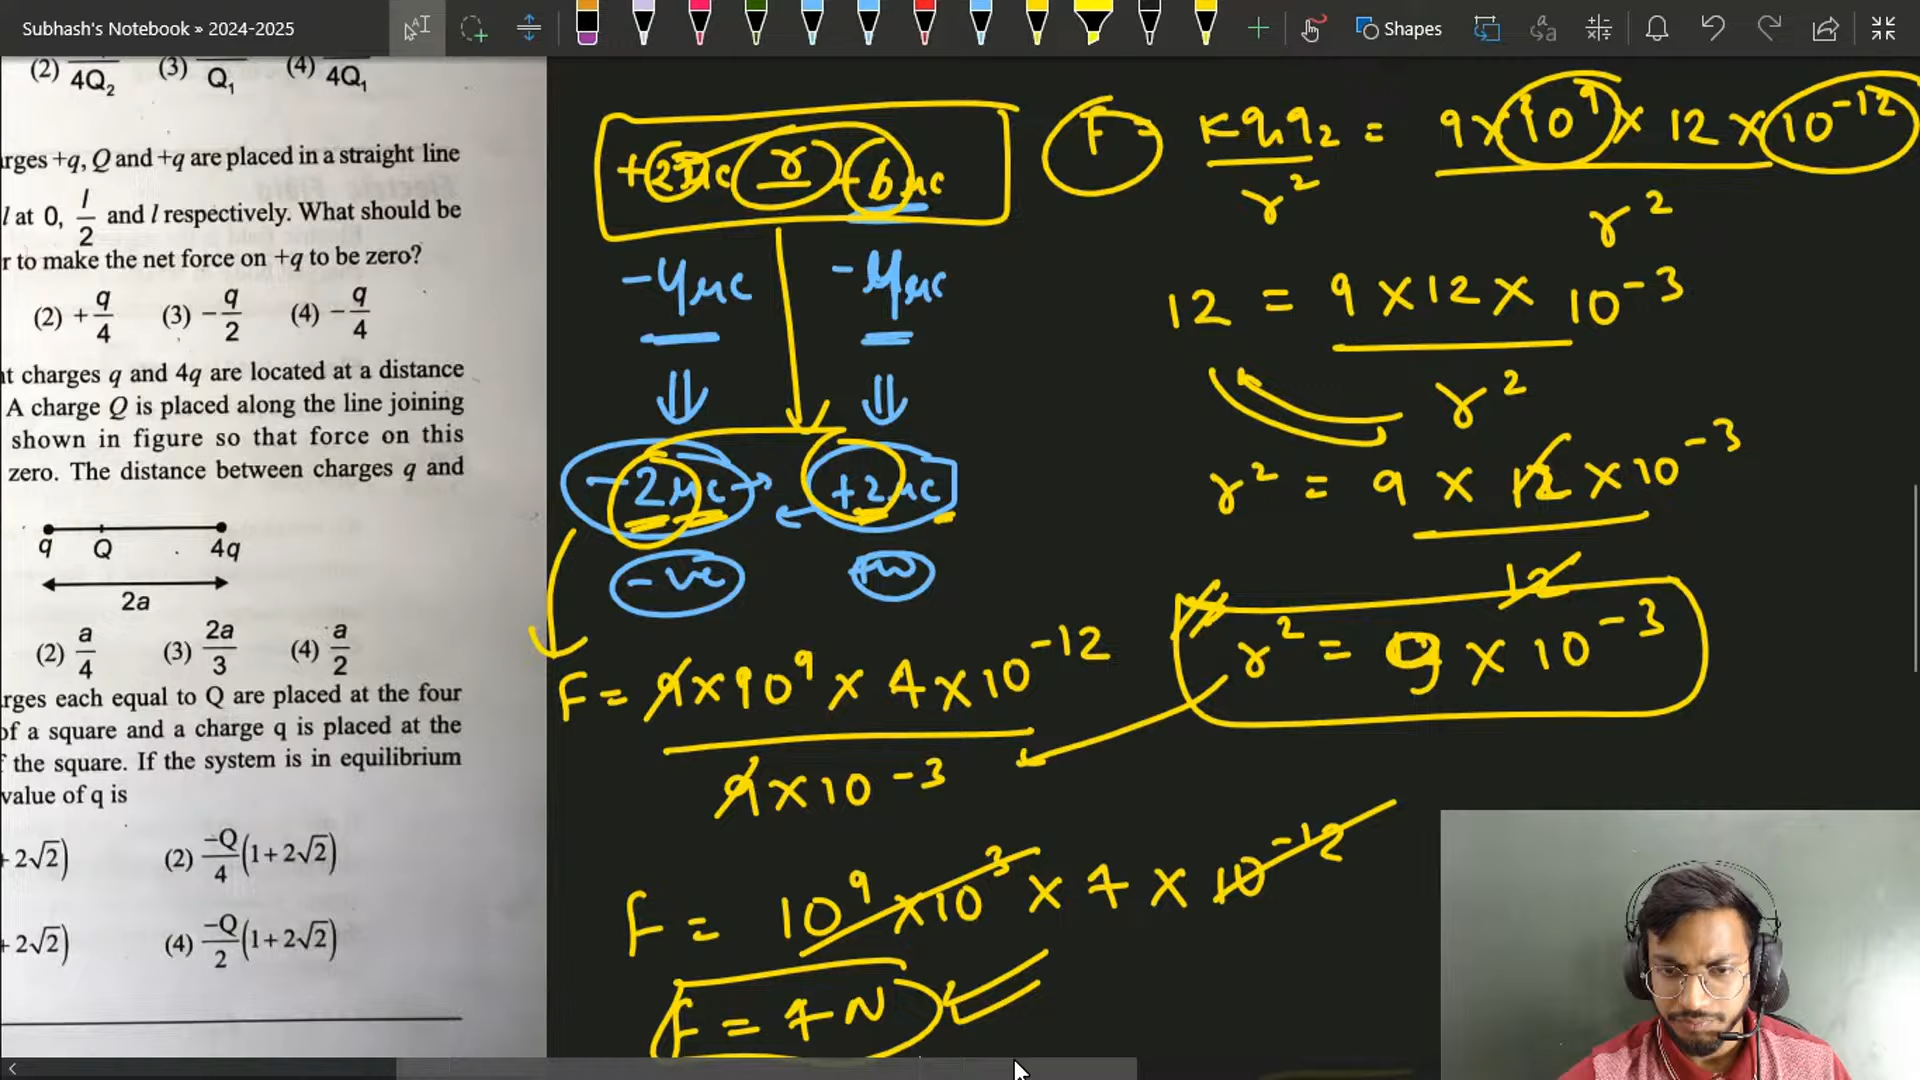 Subhash's Notebook » 2024-2025
Shapes
(2) 4Q₂ (3) Q₁ (4) 4Q₁
rges +q, Q and +q are placed in a straight line
l at 0, l/2 and l respectively. What should be
r to make the net force on +q to be zero?
(2) +q/4 (3) -q/2 (4) -q/4
t charges q and 4q are located at a distance
A charge Q is placed along the line joining
shown in figure so that force on this
zero. The distance between charges q and
q Q 4q
2a
(2) a/4 (3) 2a/3 (4) a/2
rges each equal to Q are placed at the four
of a square and a charge q is placed at the
the square. If the system is in equilibrium
value of q is
+ 2√2) (2) -Q/4 (1+2√2)
+ 2√2) (4) -Q/2 (1+2√2)
+2μc r +6μc
-4μc -4μc
-2μc +2μc
-ve +ve
F = 9×10⁹ × 4×10⁻¹² / 9×10⁻³
F = 10⁹ × 10³ × 4 × 10⁻¹²
F = 4N
F = Kq₁q₂/r² = 9×10⁹ × 12 × 10⁻¹² / r²
12 = 9 × 12 × 10⁻³ / r²
r² = 9 × 12 × 10⁻³ / 12
r² = 9 × 10⁻³